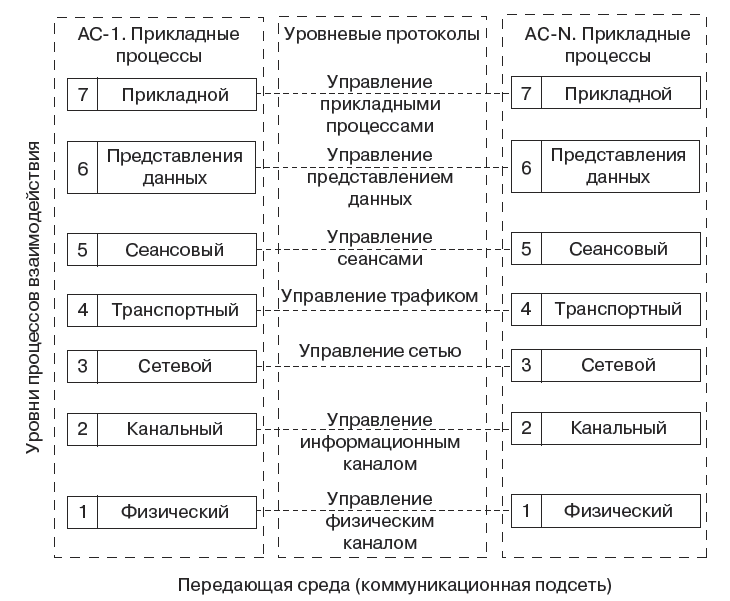 АС-1. Прикладные
процессы
Уровневые протоколы
АС-N. Прикладные
процессы
Уровни процессов взаимодействия
7 Прикладной
Управление
прикладными
процессами
7 Прикладной
6 Представления
данных
Управление
представлением
данных
6 Представления
данных
5 Сеансовый
Управление
сеансами
5 Сеансовый
4 Транспортный
Управление трафиком
4 Транспортный
3 Сетевой
Управление сетью
3 Сетевой
2 Канальный
Управление
информационным
каналом
2 Канальный
1 Физический
Управление
физическим
каналом
1 Физический
Передающая среда (коммуникационная подсеть)